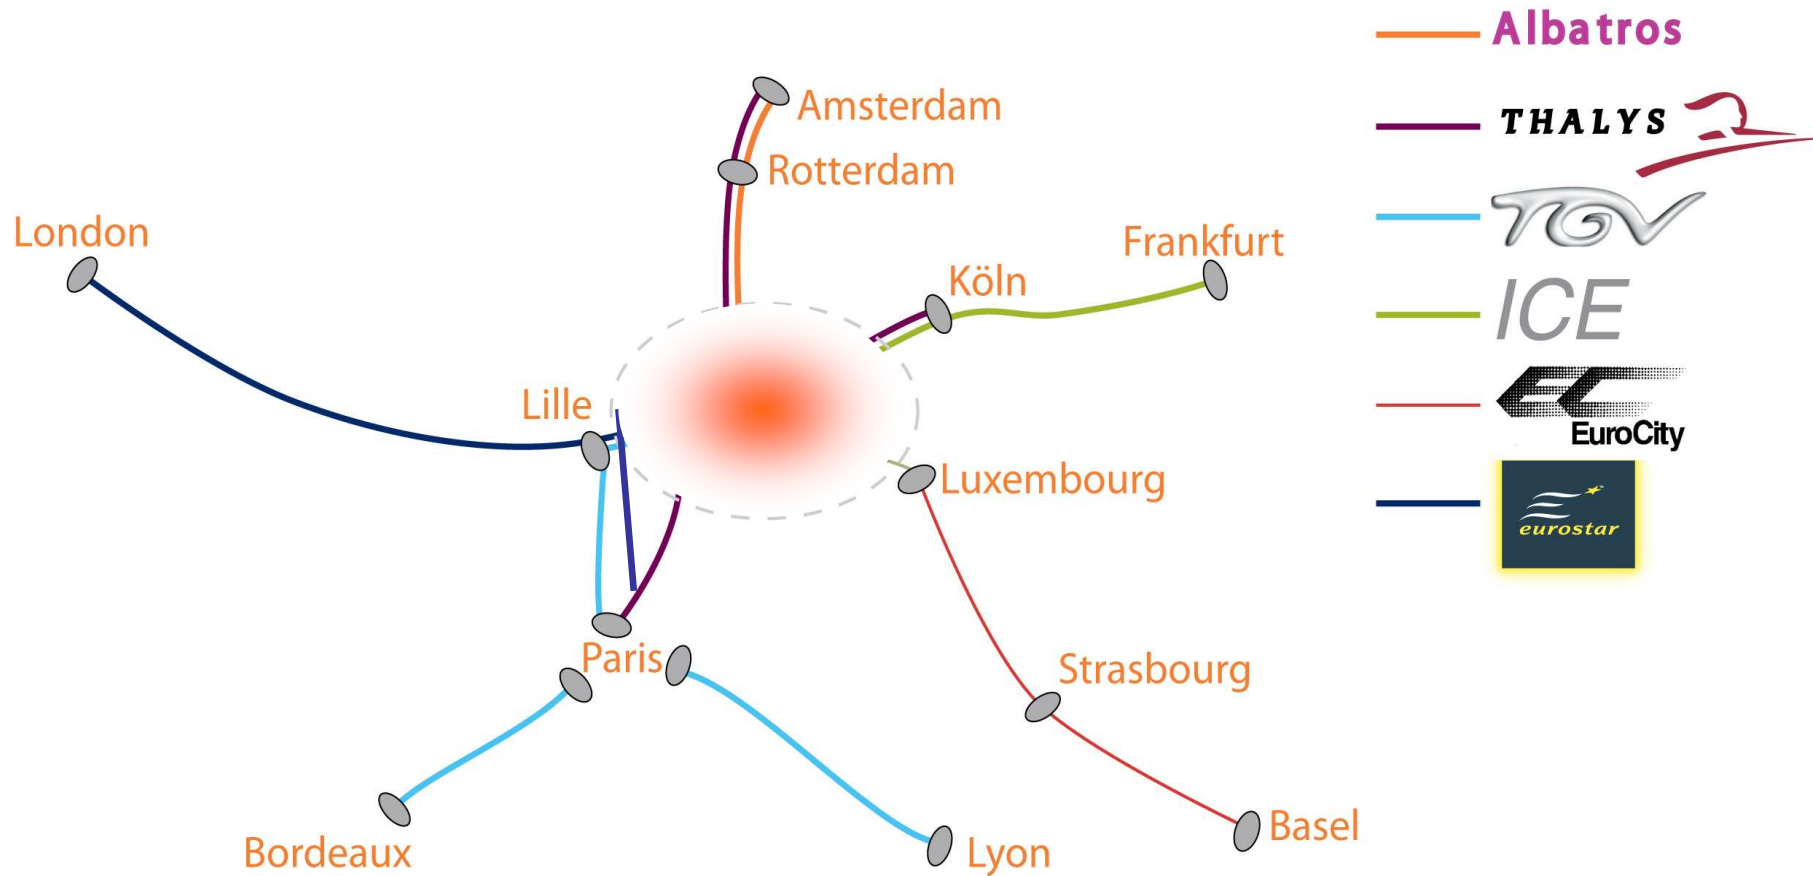 Albatros
THALYS
TGV
ICE
EC
EuroCity
eurostar
Amsterdam
Rotterdam
London
Frankfurt
Köln
Lille
Luxembourg
Paris
Strasbourg
Bordeaux
Lyon
Basel